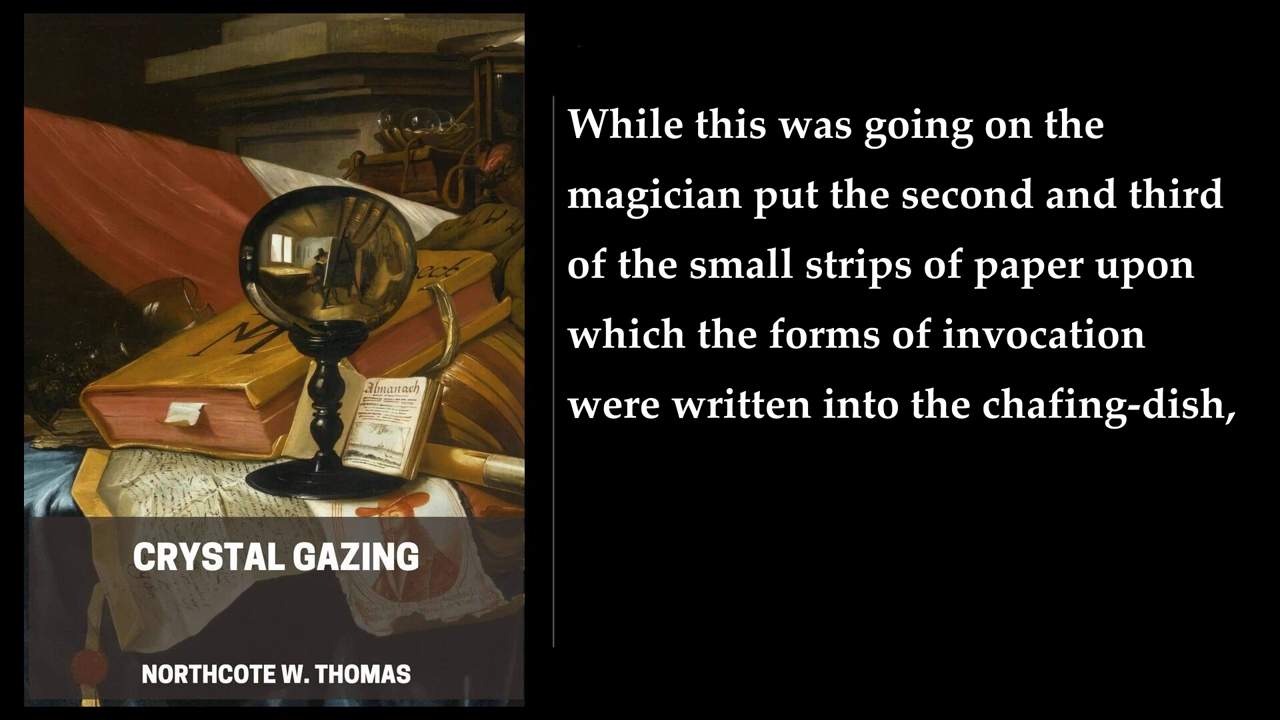 M
Almanach
CRYSTAL GAZING
NORTHCOTE W. THOMAS
While this was going on the
magician put the second and third
of the small strips of paper upon
which the forms of invocation
were written into the chafing-dish,